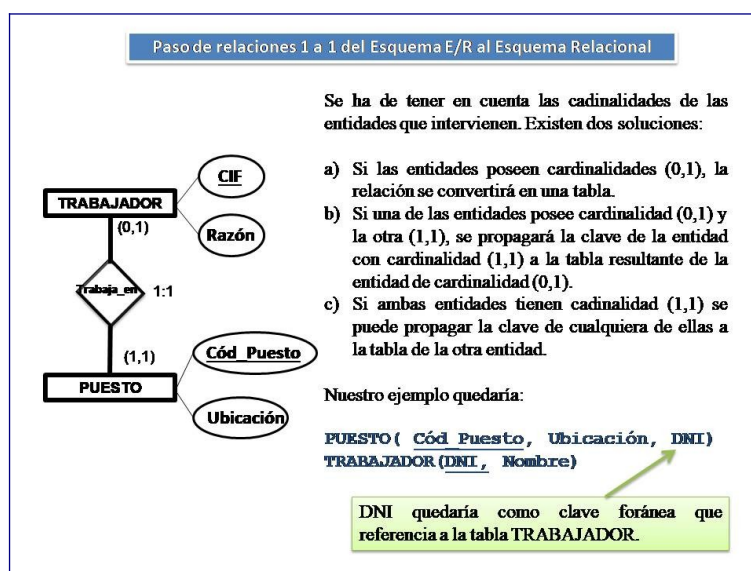 Paso de relaciones 1 a 1 del Esquema E/R al Esquema Relacional
Se ha de tener en cuenta las cadinalidades de las
entidades que intervienen. Existen dos soluciones:
a) Si las entidades poseen cardinalidades (0,1), la
relación se convertirá en una tabla.
b) Si una de las entidades posee cardinalidad (0,1) y
la otra (1,1), se propagará la clave de la entidad
con cardinalidad (1,1) a la tabla resultante de la
entidad de cardinalidad (0,1).
c) Si ambas entidades tienen cadinalidad (1,1) se
puede propagar la clave de cualquiera de ellas a
la tabla de la otra entidad.
Nuestro ejemplo quedaría:
PUESTO( Cód_Puesto, Ubicación, DNI)
TRABAJADOR(DNI, Nombre)
DNI quedaría como clave foránea que
referencia a la tabla TRABAJADOR.
CIF
TRABAJADOR
(0,1)
Razón
Trabaja_en
1:1
(1,1)
Cód_Puesto
PUESTO
Ubicación